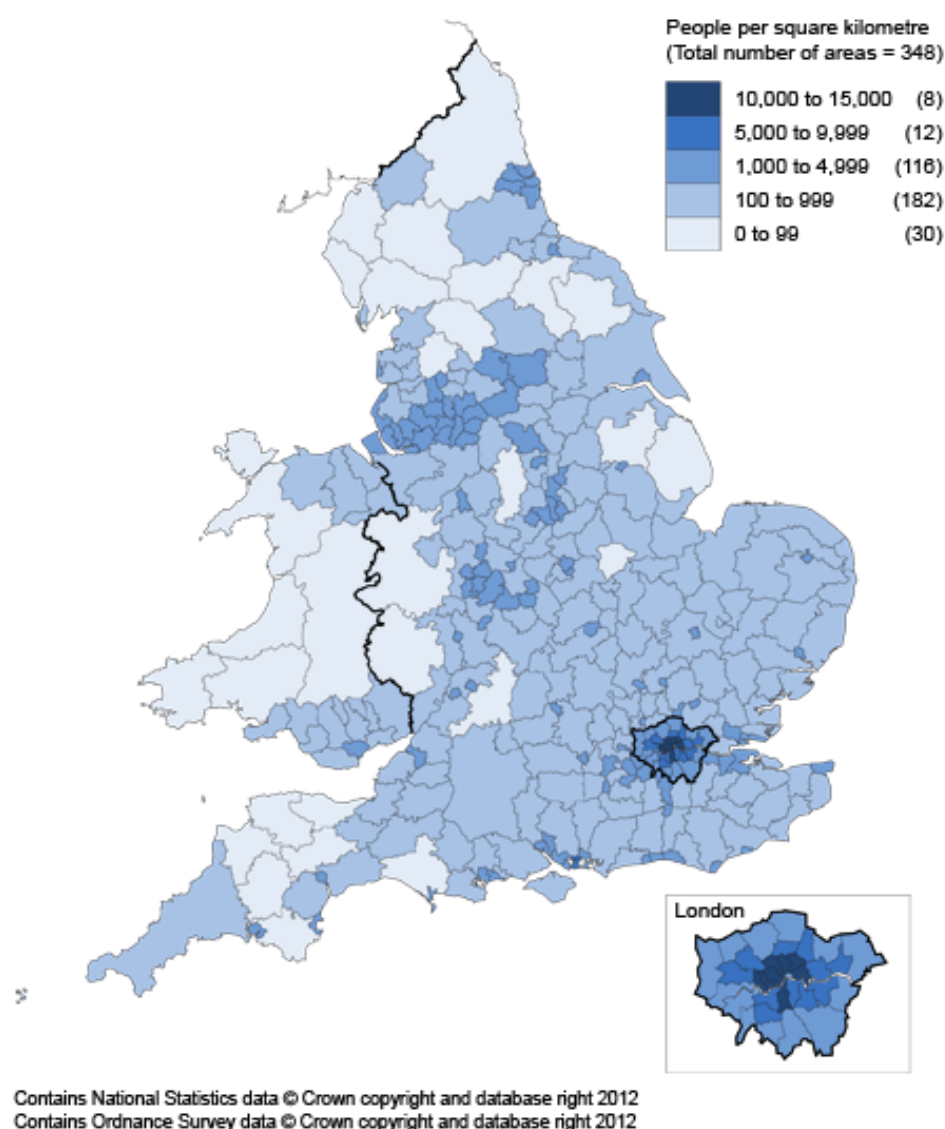 People per square kilometre
(Total number of areas = 348)
10,000 to 15,000 (8)
5,000 to 9,999 (12)
1,000 to 4,999 (116)
100 to 999 (182)
0 to 99 (30)
London
Contains National Statistics data © Crown copyright and database right 2012
Contains Ordnance Survey data © Crown copyright and database right 2012